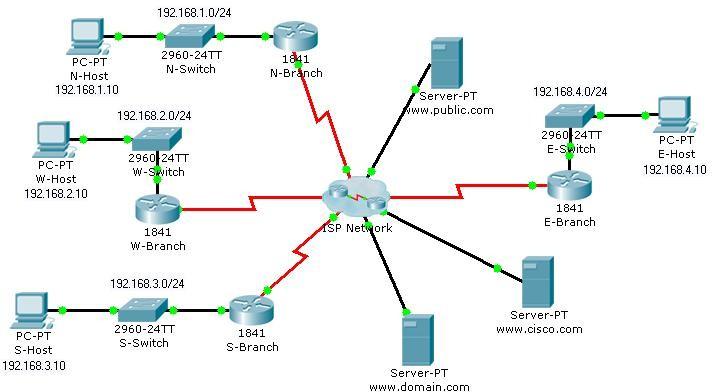 192.168.1.0/24
PC-PT
N-Host
192.168.1.10
2960-24TT
N-Switch
1841
N-Branch
Server-PT
www.public.com
192.168.2.0/24
PC-PT
W-Host
192.168.2.10
2960-24TT
W-Switch
1841
W-Branch
192.168.4.0/24
2960-24TT
E-Switch
PC-PT
E-Host
192.168.4.10
1841
E-Branch
ISP Network
192.168.3.0/24
PC-PT
S-Host
192.168.3.10
2960-24TT
S-Switch
1841
S-Branch
Server-PT
www.cisco.com
Server-PT
www.domain.com